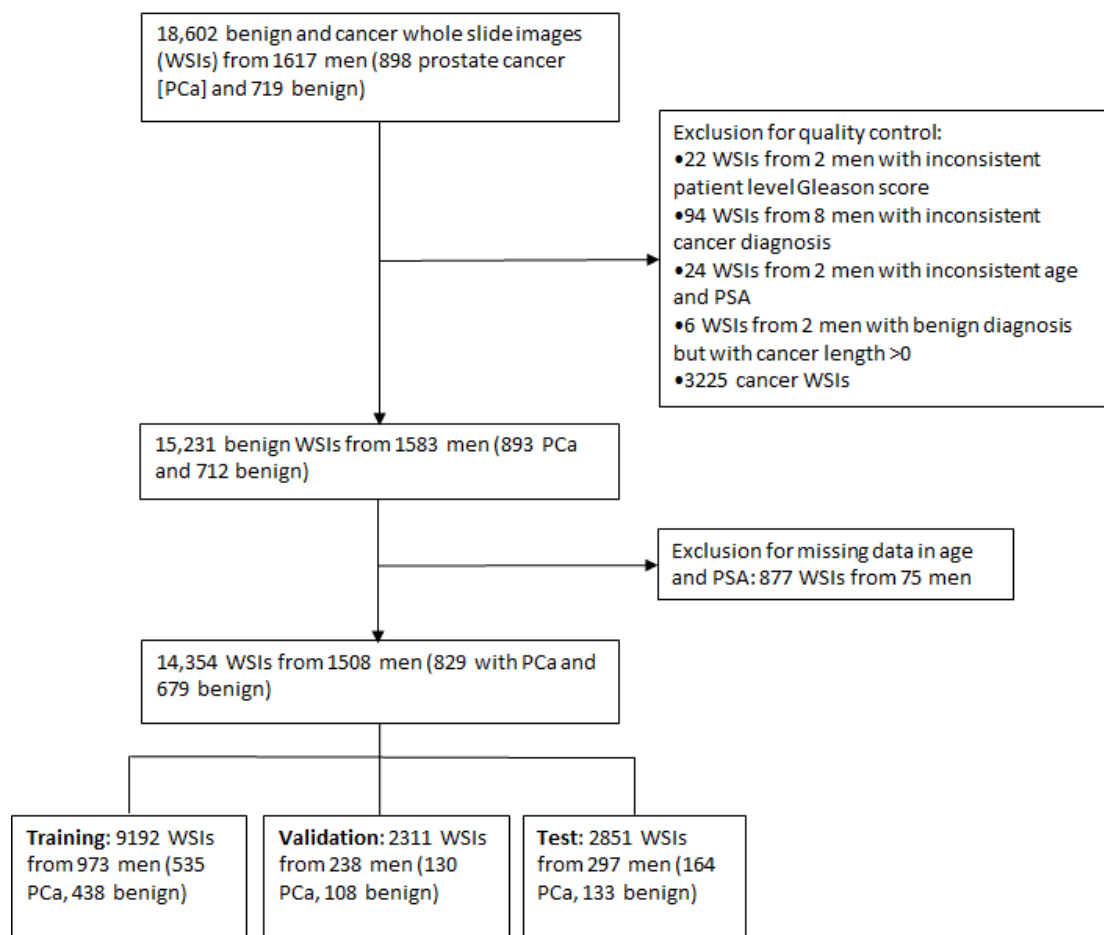 18,602 benign and cancer whole slide images
(WSIs) from 1617 men (898 prostate cancer
[PCa] and 719 benign)
Exclusion for quality control:
•22 WSIs from 2 men with inconsistent
patient level Gleason score
•94 WSIs from 8 men with inconsistent
cancer diagnosis
•24 WSIs from 2 men with inconsistent age
and PSA
•6 WSIs from 2 men with benign diagnosis
but with cancer length >0
•3225 cancer WSIs
15,231 benign WSIs from 1583 men (893 PCa
and 712 benign)
Exclusion for missing data in age
and PSA: 877 WSIs from 75 men
14,354 WSIs from 1508 men (829 with PCa and
679 benign)
Training: 9192 WSIs
from 973 men (535
PCa, 438 benign)
Validation: 2311 WSIs
from 238 men (130
PCa, 108 benign)
Test: 2851 WSIs
from 297 men (164
PCa, 133 benign)